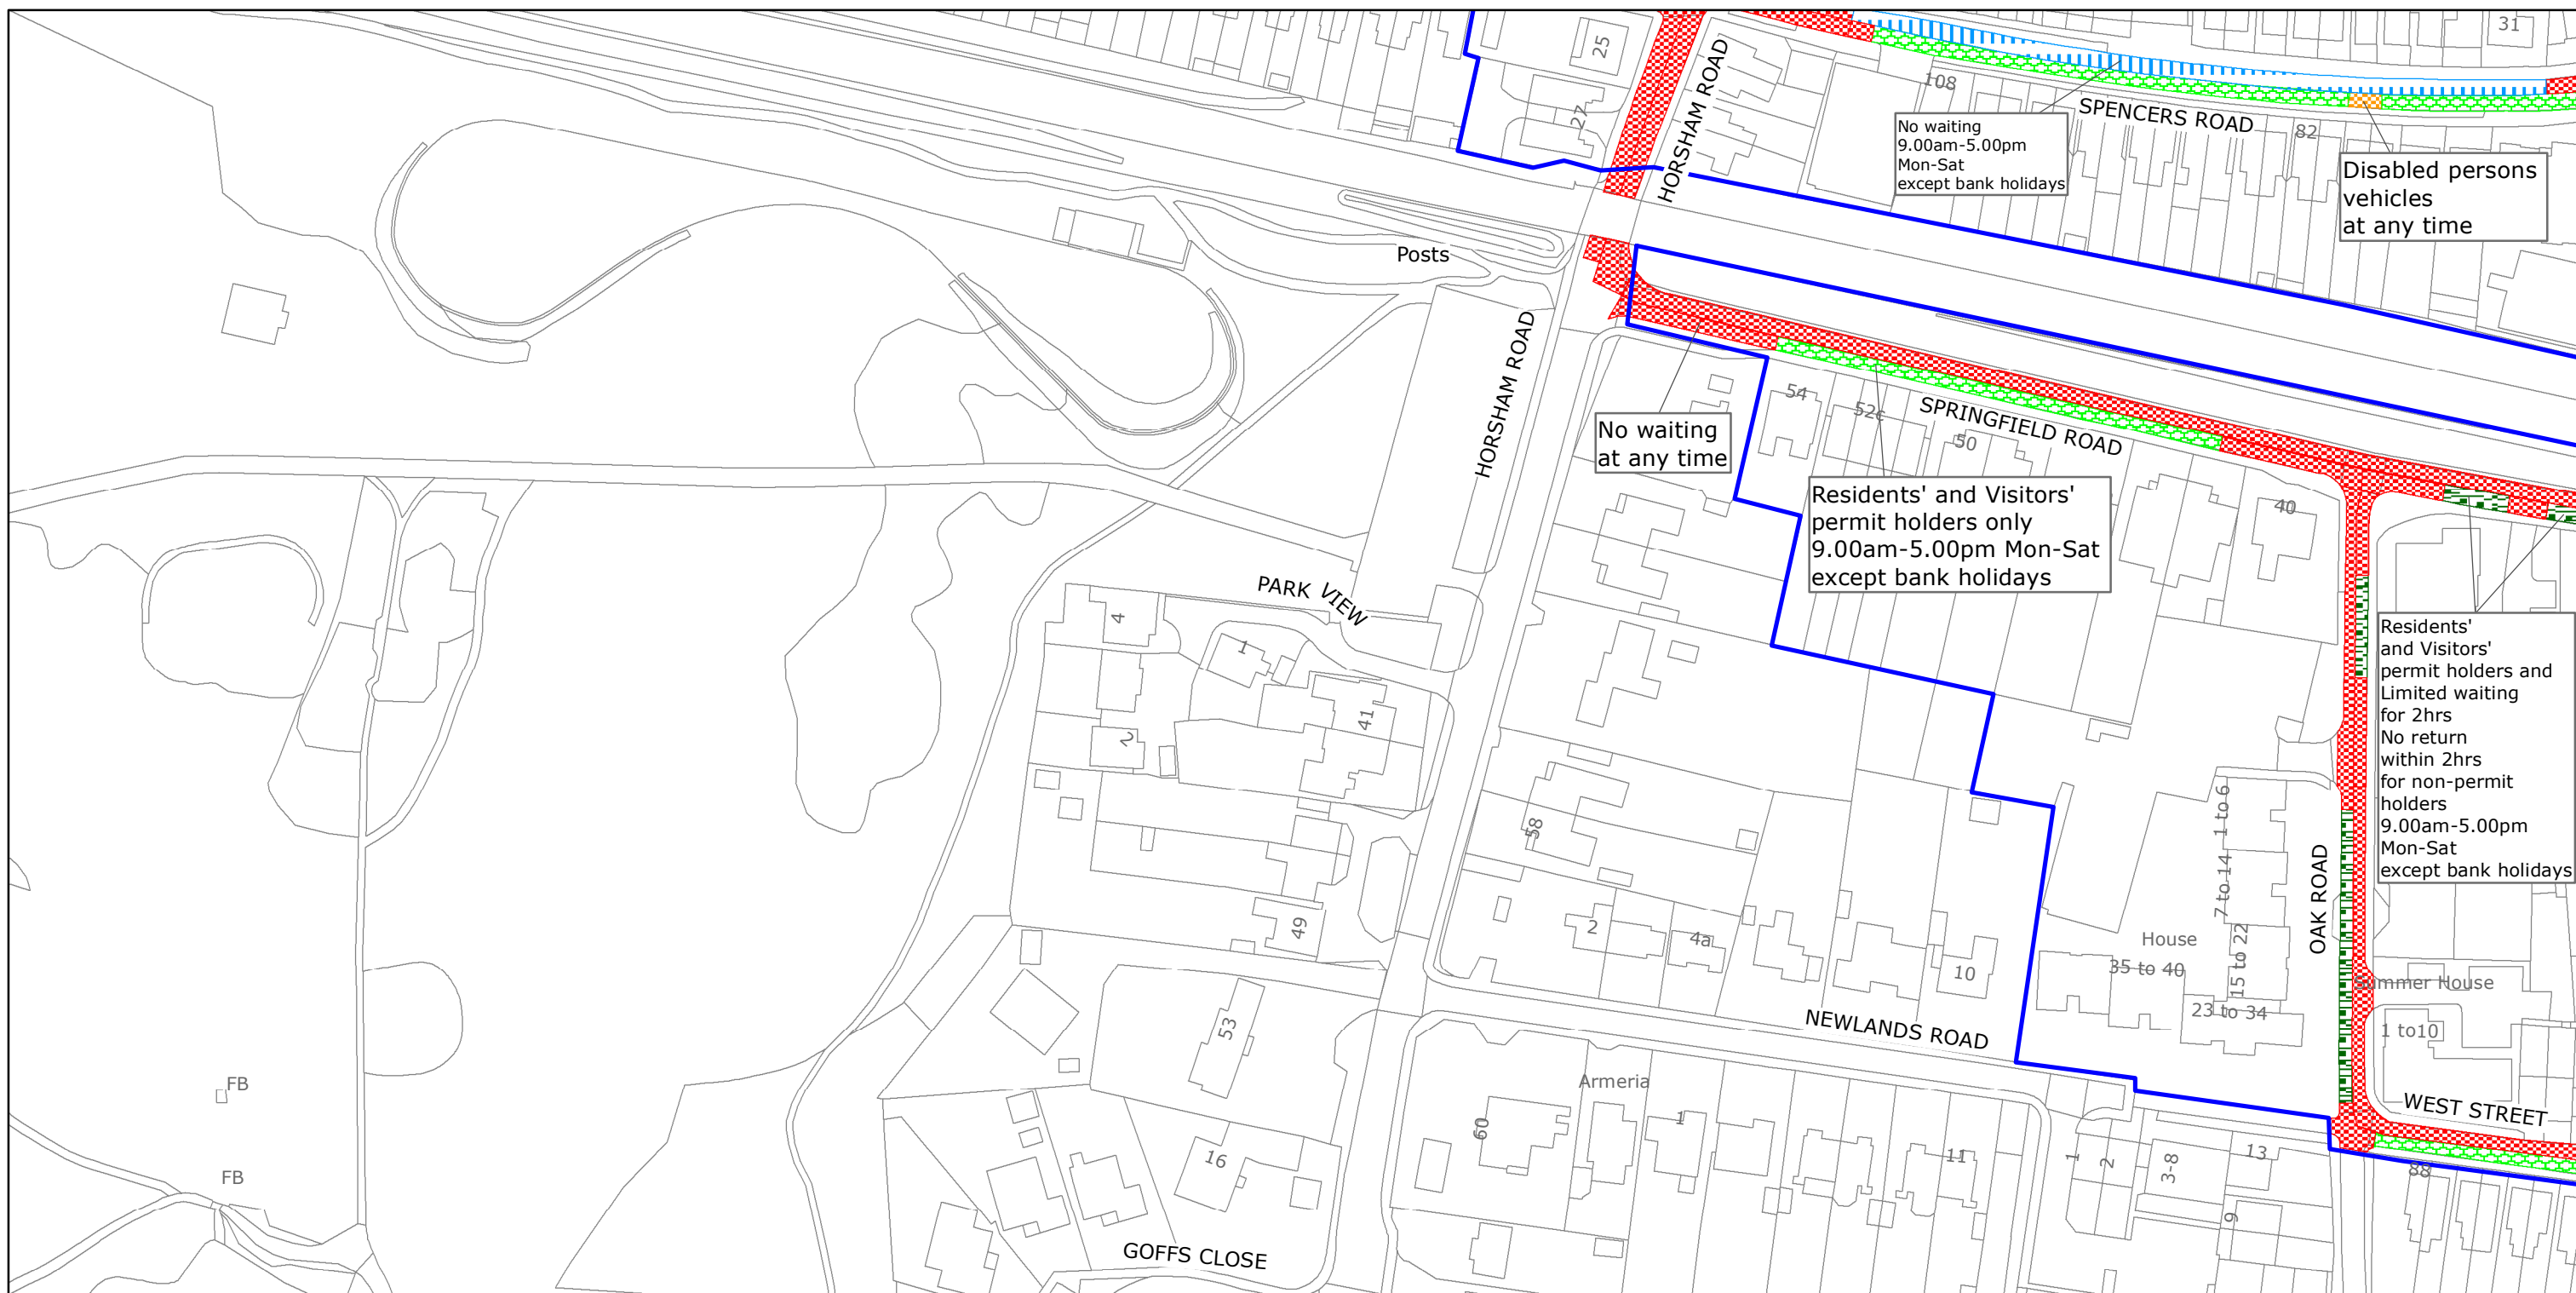 31
25
HORSHAM ROAD
108
27
SPENCERS ROAD
82
No waiting
9.00am-5.00pm
Mon-Sat
except bank holidays
Disabled persons
vehicles
at any time
Posts
HORSHAM ROAD
54
52c
50
SPRINGFIELD ROAD
No waiting
at any time
Residents' and Visitors'
permit holders only
9.00am-5.00pm Mon-Sat
except bank holidays
40
PARK VIEW
4
1
2
41
Residents'
and Visitors'
permit holders and
Limited waiting
for 2hrs
No return
within 2hrs
for non-permit
holders
9.00am-5.00pm
Mon-Sat
except bank holidays
58
1 to 6
7 to 14
OAK ROAD
49
2
4a
10
House
35 to 40
15 to 22
23 to 34
Summer House
1 to10
53
NEWLANDS ROAD
FB
Armeria
60
1
11
WEST STREET
1
2
3-8
13
88
9
16
FB
GOFFS CLOSE